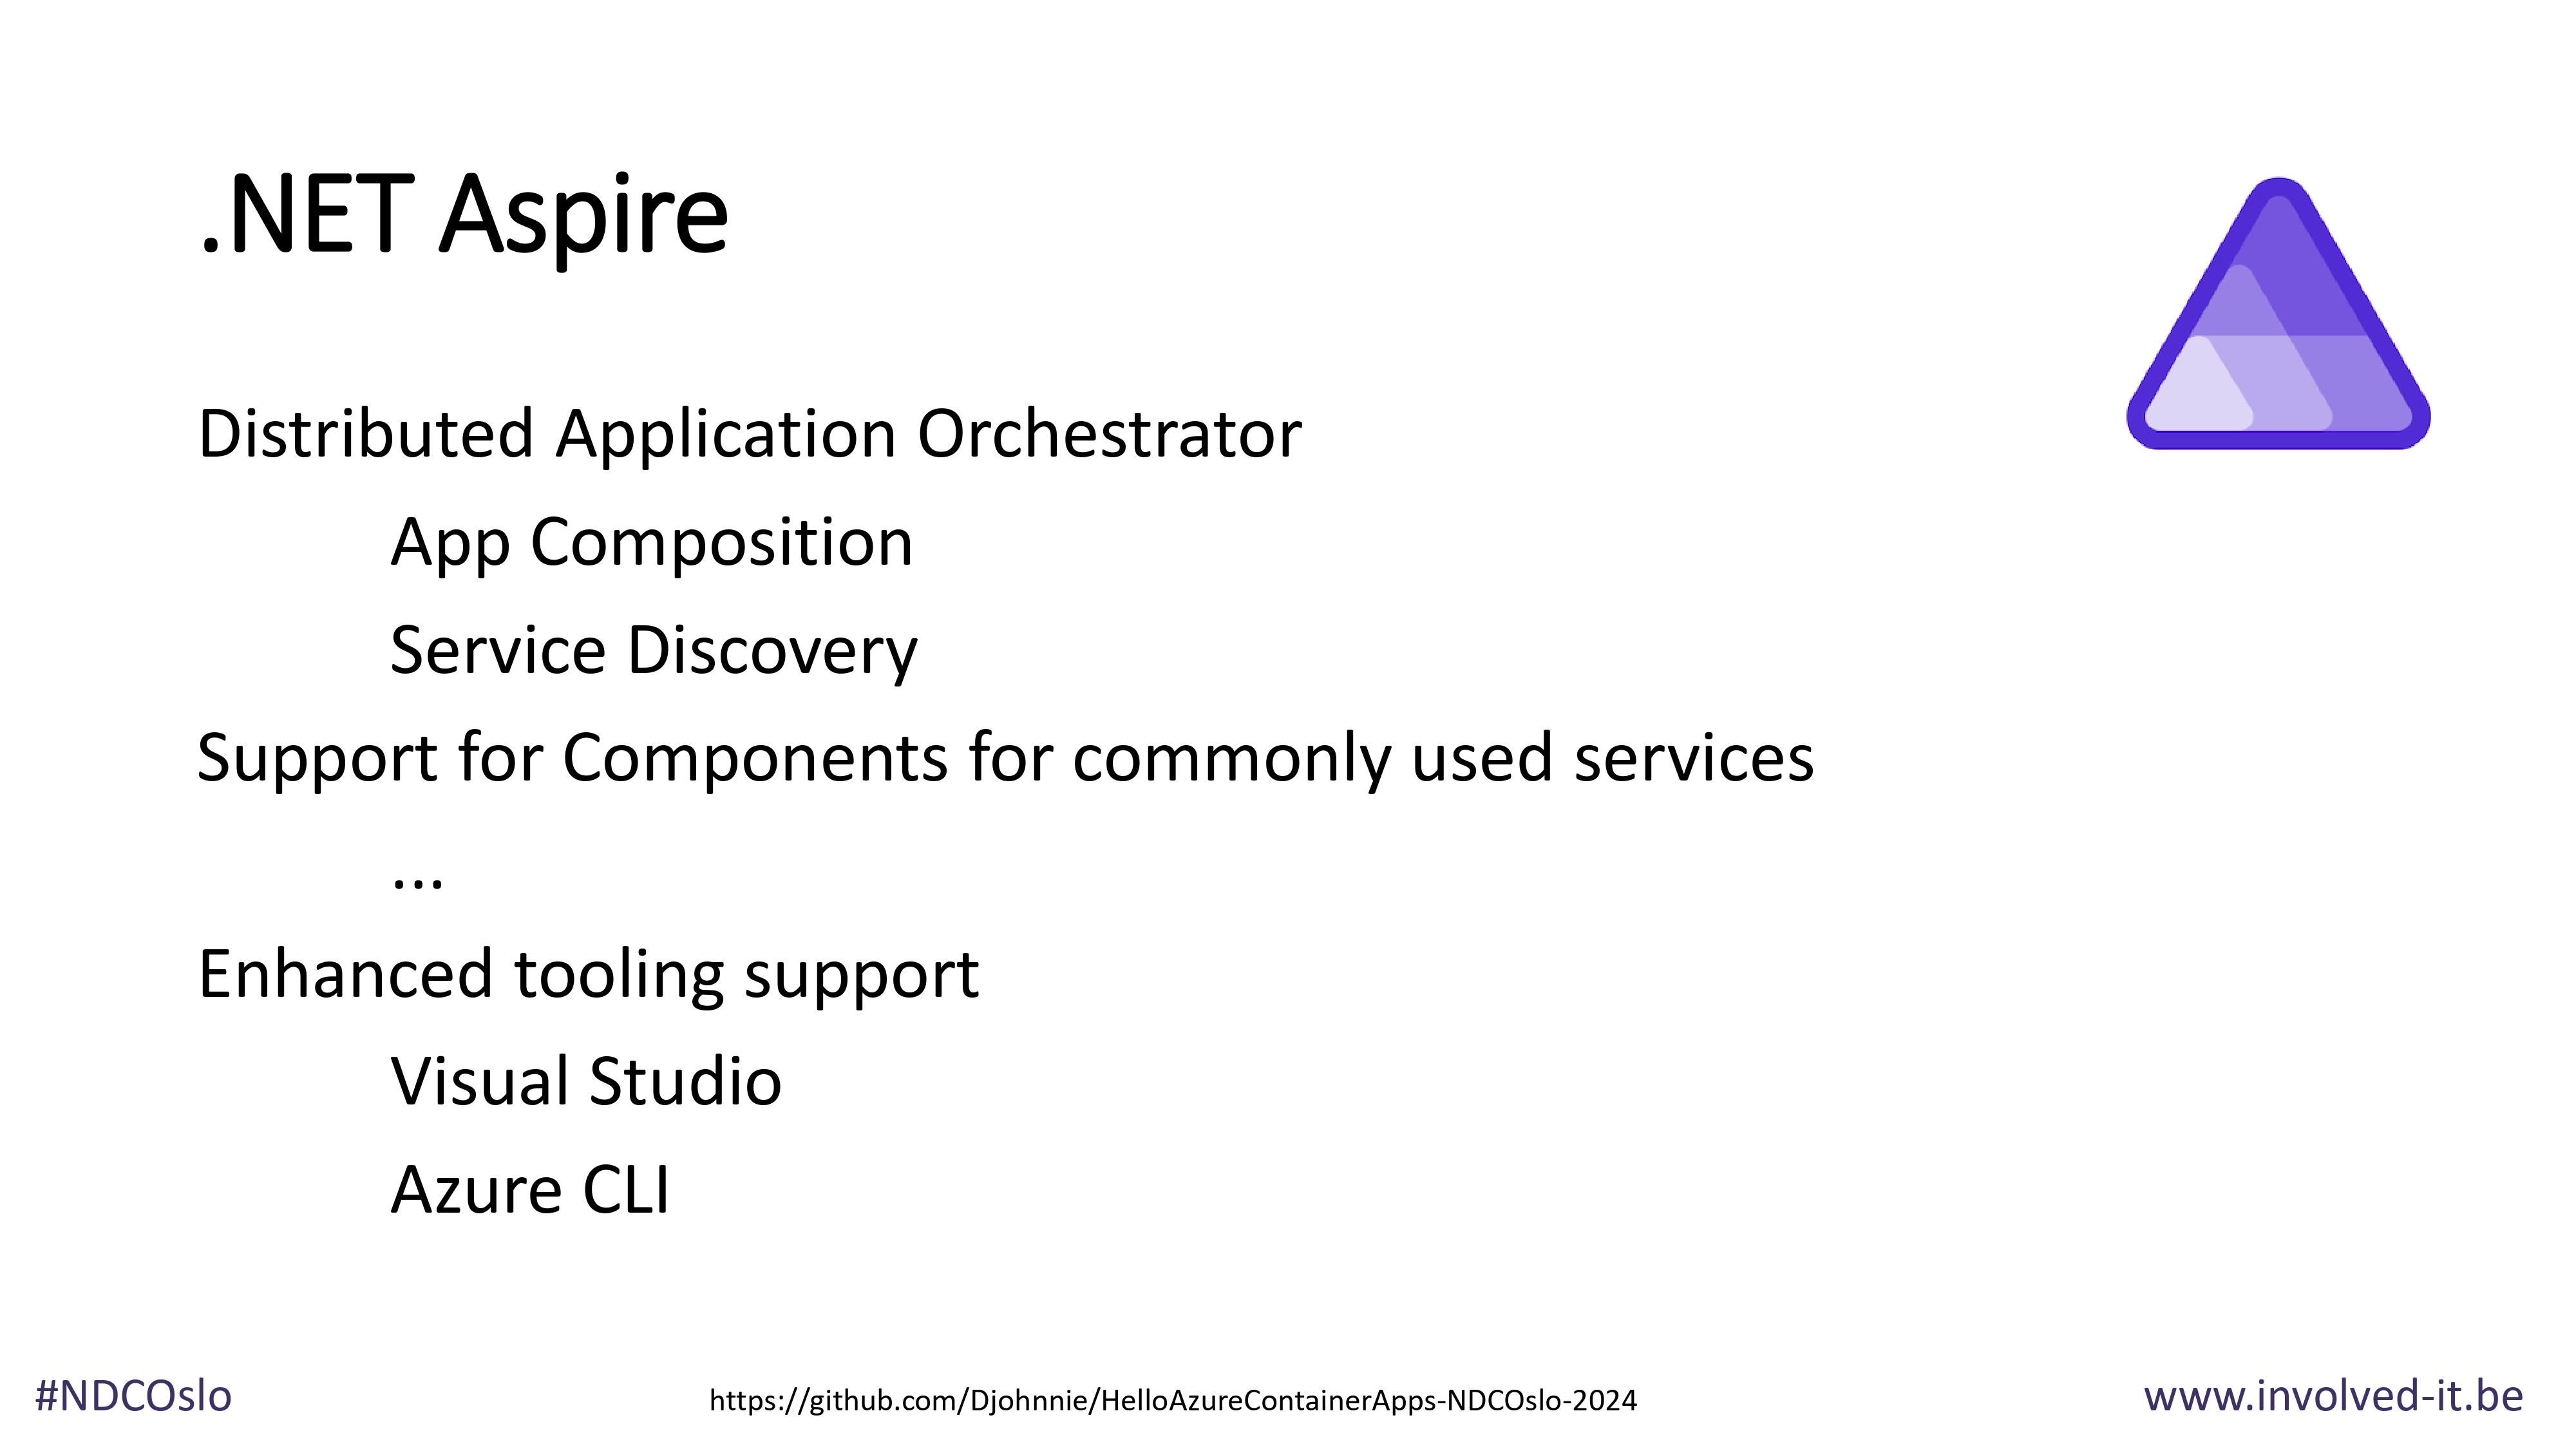 .NET Aspire
Distributed Application Orchestrator
App Composition
Service Discovery
Support for Components for commonly used services
...
Enhanced tooling support
Visual Studio
Azure CLI
#NDCOslo
https://github.com/Djohnnie/HelloAzureContainerApps-NDCOslo-2024
www.involved-it.be